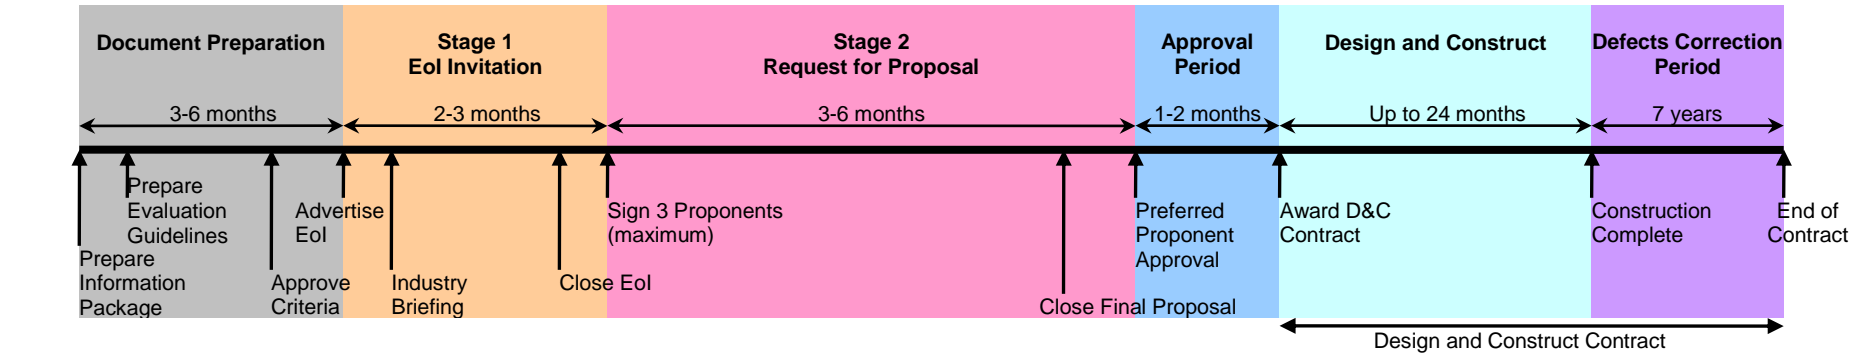 Document Preparation
Stage 1
EoI Invitation
Stage 2
Request for Proposal
Approval
Period
Design and Construct
Defects Correction
Period
3-6 months
2-3 months
3-6 months
1-2 months
Up to 24 months
7 years
Prepare
Information
Package
Prepare
Evaluation
Guidelines
Approve
Criteria
Advertise
EoI
Industry
Briefing
Close EoI
Sign 3 Proponents
(maximum)
Close Final Proposal
Preferred
Proponent
Approval
Award D&C
Contract
Construction
Complete
End of
Contract
Design and Construct Contract